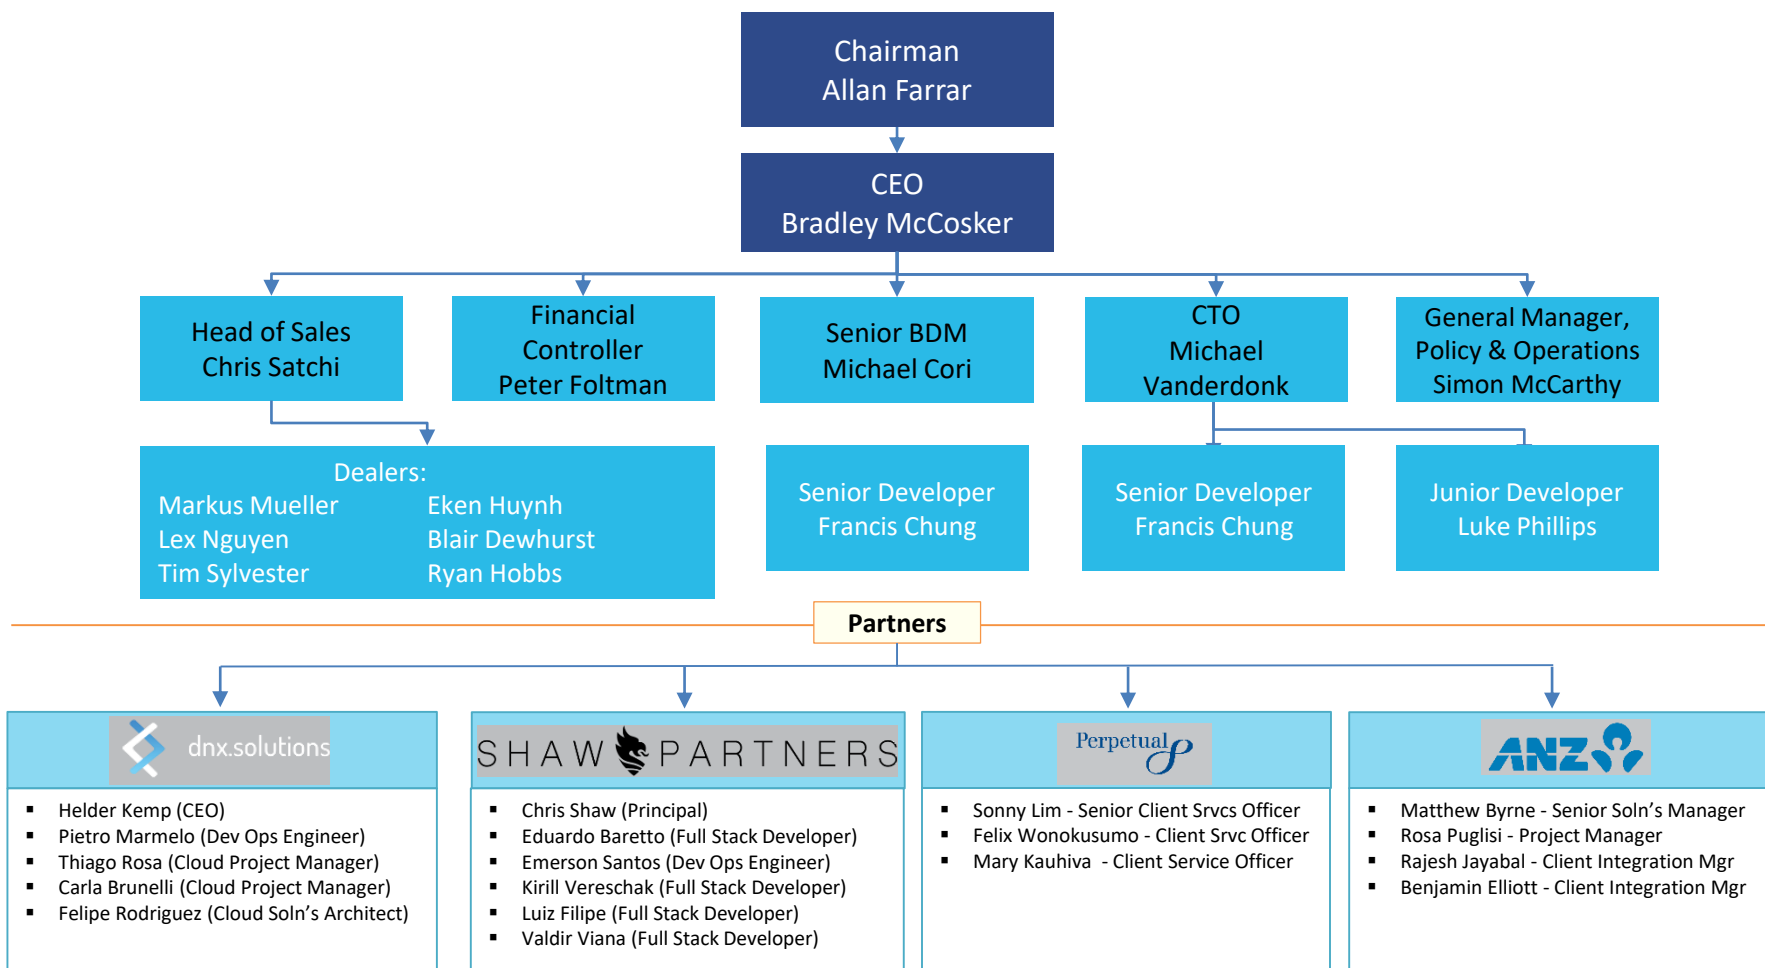 Chairman
Allan Farrar
CEO
Bradley McCosker
Head of Sales
Chris Satchi
Financial
Controller
Peter Foltman
Senior BDM
Michael Cori
CTO
Michael
Vanderdonk
General Manager,
Policy & Operations
Simon McCarthy
Dealers:
Markus Mueller
Eken Huynh
Lex Nguyen
Blair Dewhurst
Tim Sylvester
Ryan Hobbs
Senior Developer
Francis Chung
Senior Developer
Francis Chung
Junior Developer
Luke Phillips
Partners
dnx.solutions
▪ Helder Kemp (CEO)
▪ Pietro Marmelo (Dev Ops Engineer)
▪ Thiago Rosa (Cloud Project Manager)
▪ Carla Brunelli (Cloud Project Manager)
▪ Felipe Rodriguez (Cloud Soln’s Architect)
SHAW PARTNERS
▪ Chris Shaw (Principal)
▪ Eduardo Baretto (Full Stack Developer)
▪ Emerson Santos (Dev Ops Engineer)
▪ Kirill Vereschak (Full Stack Developer)
▪ Luiz Filipe (Full Stack Developer)
▪ Valdir Viana (Full Stack Developer)
Perpetual
▪ Sonny Lim - Senior Client Srvcs Officer
▪ Felix Wonokusumo - Client Srvc Officer
▪ Mary Kauhiva - Client Service Officer
ANZ
▪ Matthew Byrne - Senior Soln’s Manager
▪ Rosa Puglisi - Project Manager
▪ Rajesh Jayabal - Client Integration Mgr
▪ Benjamin Elliott - Client Integration Mgr